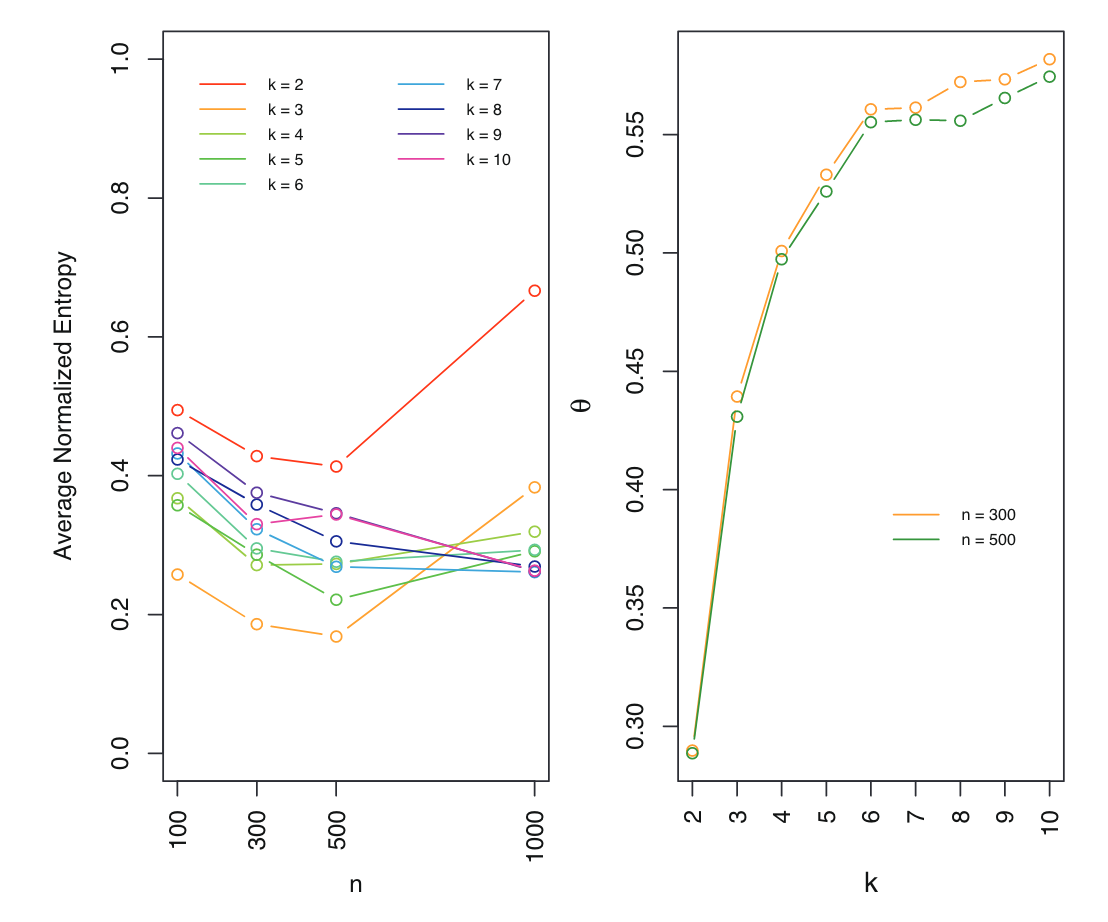 Average Normalized Entropy
1.0
0.8
0.6
0.4
0.2
0.0
k = 2
k = 3
k = 4
k = 5
k = 6
k = 7
k = 8
k = 9
k = 10
100
300
500
1000
n
θ
0.55
0.50
0.45
0.40
0.35
0.30
n = 300
n = 500
2
3
4
5
6
7
8
9
10
k